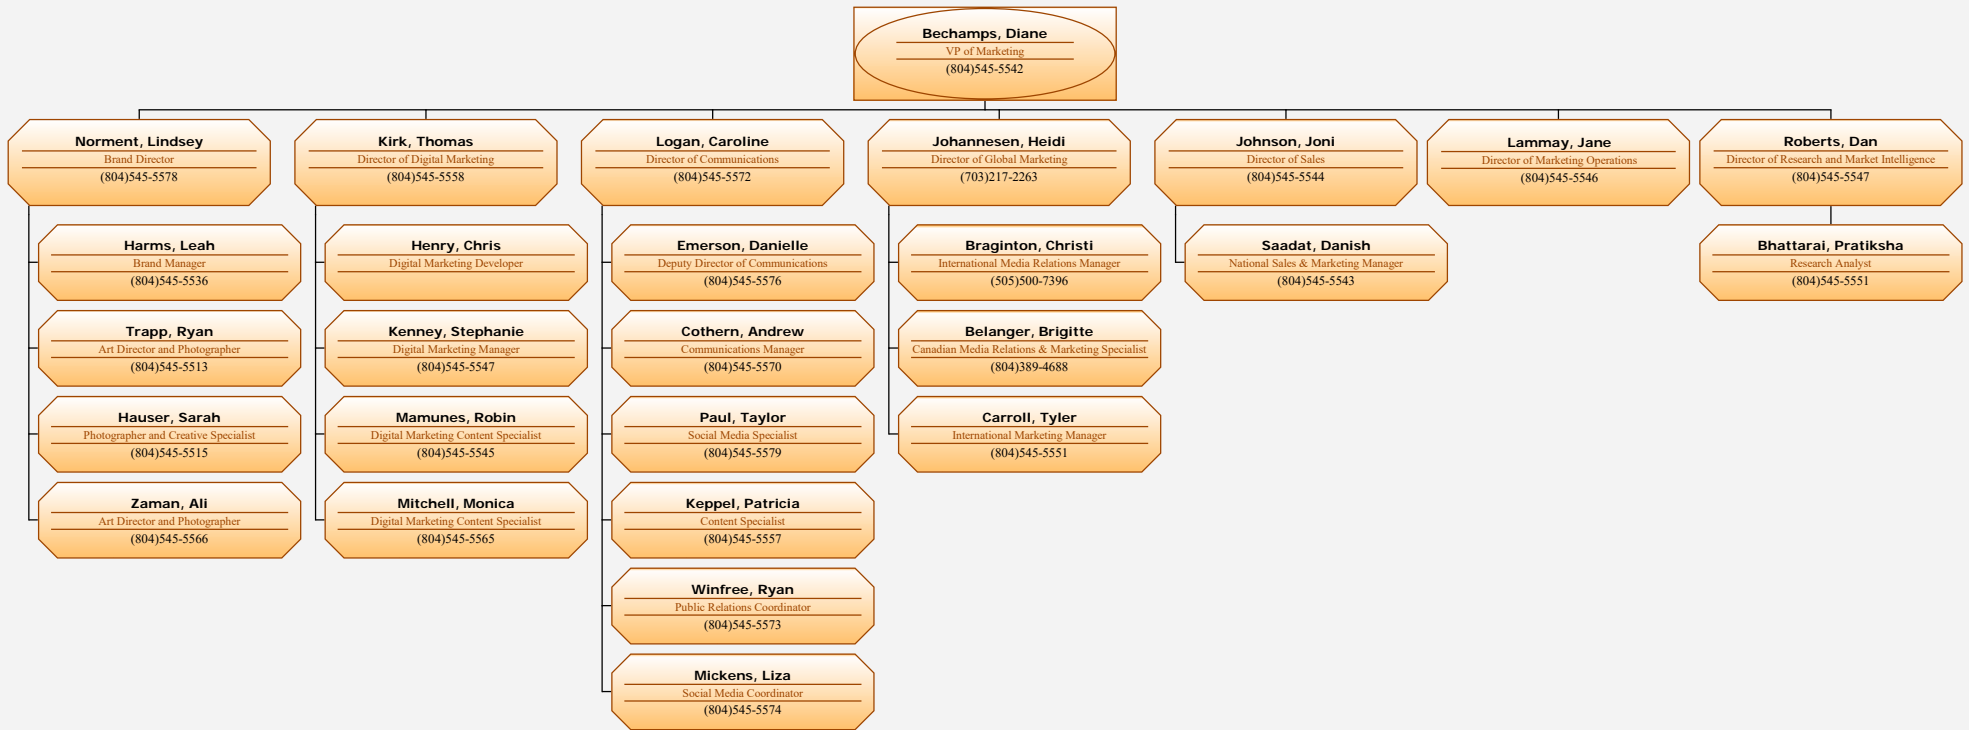 Bechamps, Diane
VP of Marketing
(804)545-5542
Norment, Lindsey
Brand Director
(804)545-5578
Harms, Leah
Brand Manager
(804)545-5536
Trapp, Ryan
Art Director and Photographer
(804)545-5513
Hauser, Sarah
Photographer and Creative Specialist
(804)545-5515
Zaman, Ali
Art Director and Photographer
(804)545-5566
Kirk, Thomas
Director of Digital Marketing
(804)545-5558
Henry, Chris
Digital Marketing Developer
Kenney, Stephanie
Digital Marketing Manager
(804)545-5547
Mamunes, Robin
Digital Marketing Content Specialist
(804)545-5545
Mitchell, Monica
Digital Marketing Content Specialist
(804)545-5565
Logan, Caroline
Director of Communications
(804)545-5572
Emerson, Danielle
Deputy Director of Communications
(804)545-5576
Cothern, Andrew
Communications Manager
(804)545-5570
Paul, Taylor
Social Media Specialist
(804)545-5579
Keppel, Patricia
Content Specialist
(804)545-5557
Winfree, Ryan
Public Relations Coordinator
(804)545-5573
Mickens, Liza
Social Media Coordinator
(804)545-5574
Johannesen, Heidi
Director of Global Marketing
(703)217-2263
Braginton, Christi
International Media Relations Manager
(505)500-7396
Belanger, Brigitte
Canadian Media Relations & Marketing Specialist
(804)389-4688
Carroll, Tyler
International Marketing Manager
(804)545-5551
Johnson, Joni
Director of Sales
(804)545-5544
Saadat, Danish
National Sales & Marketing Manager
(804)545-5543
Lammay, Jane
Director of Marketing Operations
(804)545-5546
Roberts, Dan
Director of Research and Market Intelligence
(804)545-5547
Bhattarai, Pratiksha
Research Analyst
(804)545-5551